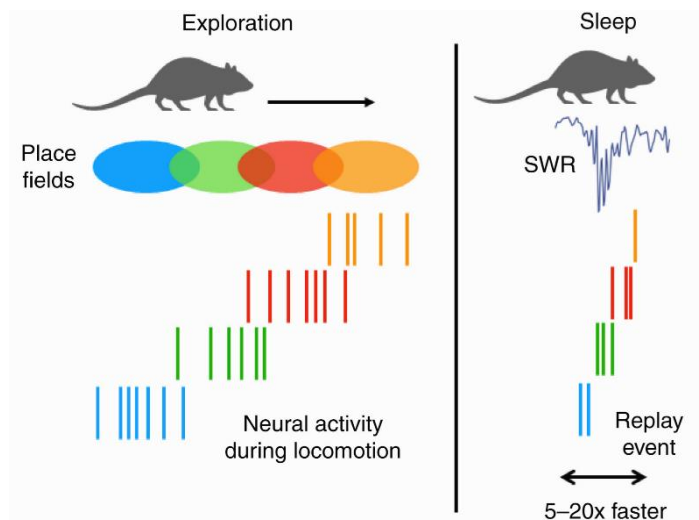 Exploration
Place
fields
Neural activity
during locomotion
Sleep
SWR
Replay
event
5–20x faster